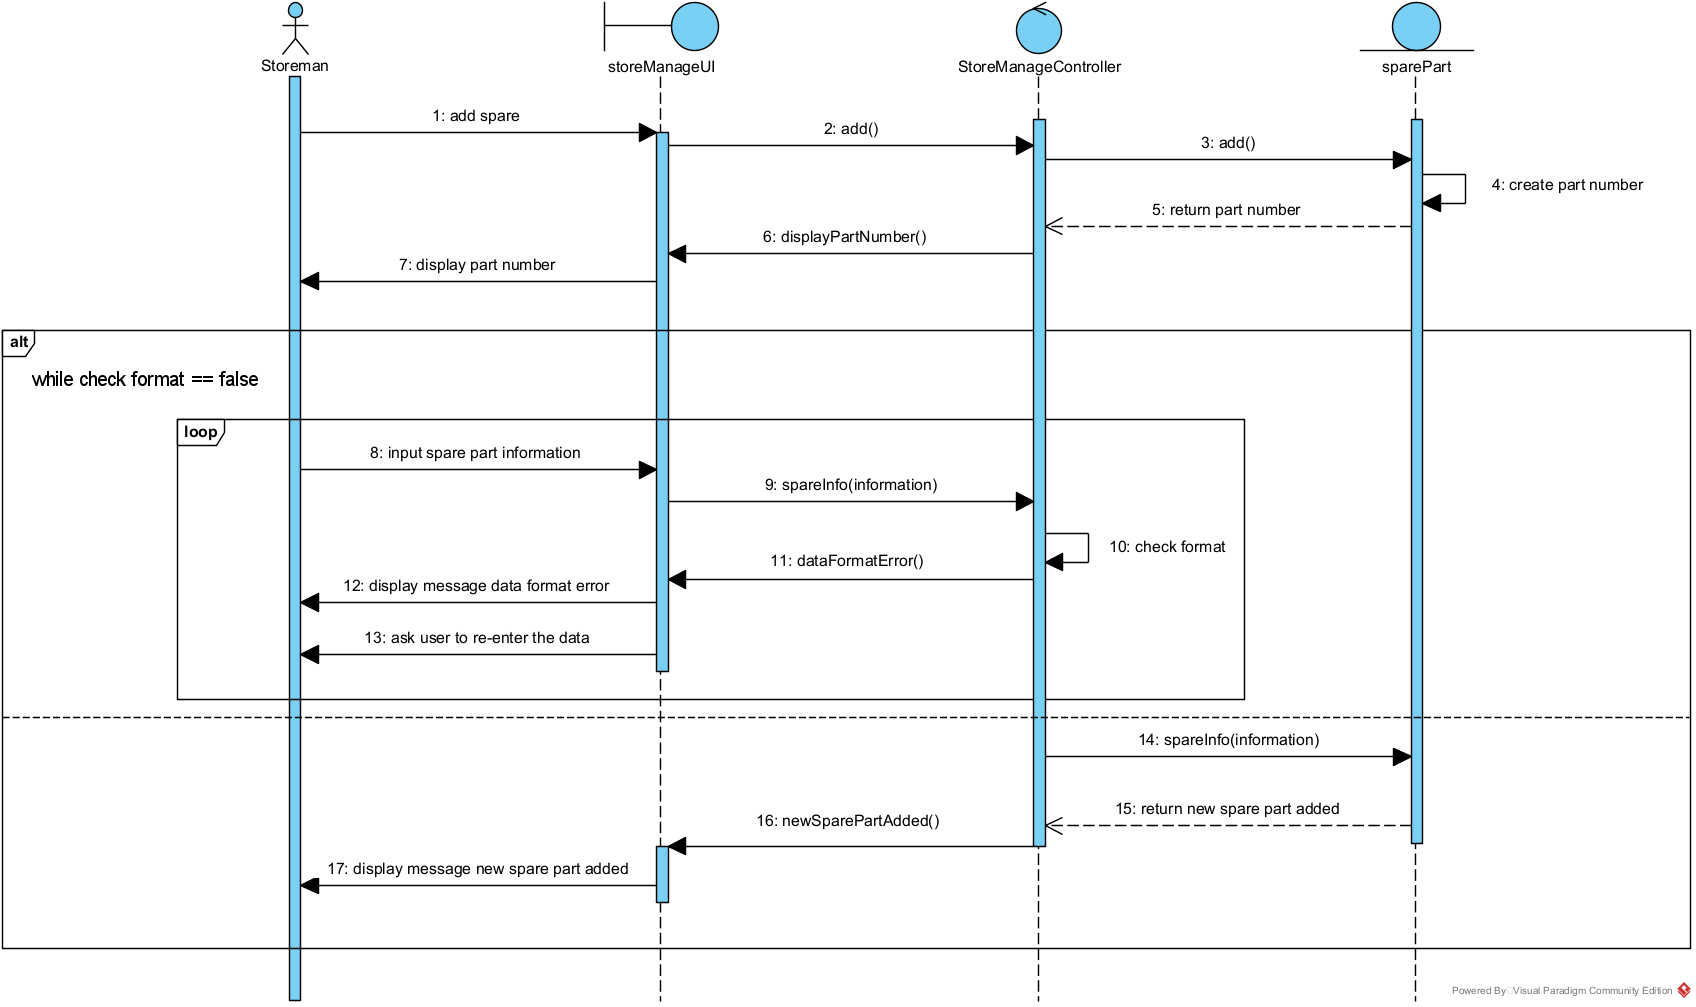 Storeman
storeManageUI
StoreManageController
sparePart
1: add spare
2: add()
3: add()
4: create part number
5: return part number
6: displayPartNumber()
7: display part number
alt
while check format == false
loop
8: input spare part information
9: spareInfo(information)
10: check format
11: dataFormatError()
12: display message data format error
13: ask user to re-enter the data
14: spareInfo(information)
15: return new spare part added
16: newSparePartAdded()
17: display message new spare part added
Powered By Visual Paradigm Community Edition